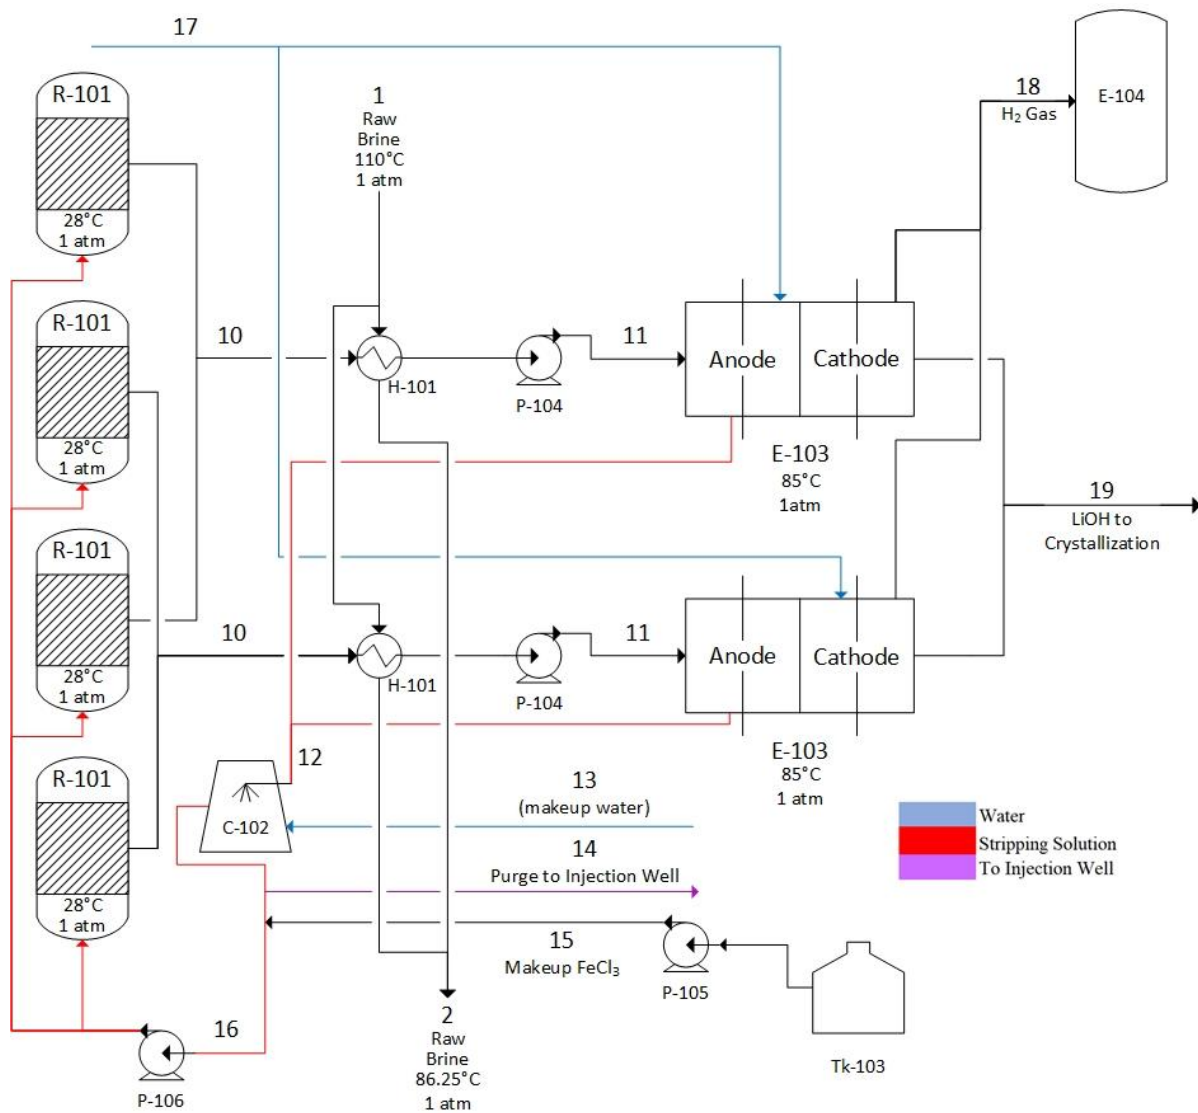 17
R-101
28°C
1 atm
1
Raw
Brine
110°C
1 atm
18
H₂ Gas
E-104
R-101
28°C
1 atm
10
H-101
P-104
11
Anode
Cathode
E-103
85°C
1atm
19
LiOH to
Crystallization
R-101
28°C
1 atm
10
H-101
P-104
11
Anode
Cathode
E-103
85°C
1 atm
R-101
28°C
1 atm
12
C-102
13
(makeup water)
14
Purge to Injection Well
15
Makeup FeCl₃
P-105
Tk-103
Water
Stripping Solution
To Injection Well
16
P-106
2
Raw
Brine
86.25°C
1 atm